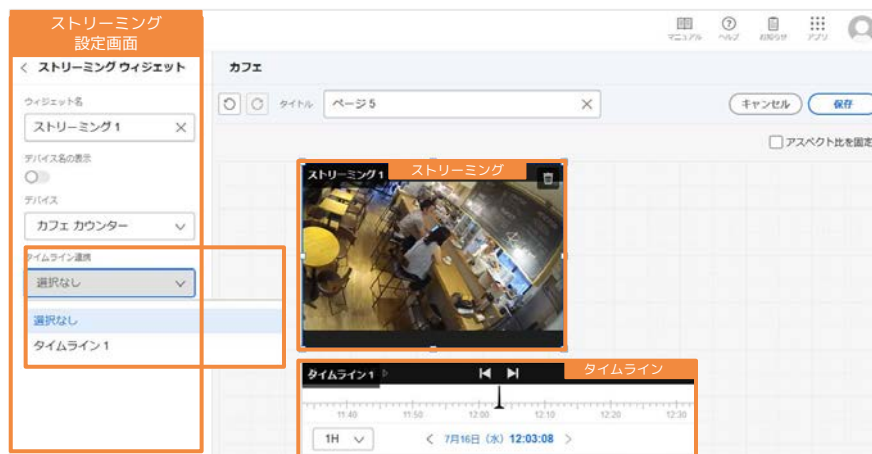 ストリーミング
設定画面
マニュアル
ヘルプ
お知らせ
アプリ
ストリーミング ウィジェット
カフェ
ウィジェット名
ストリーミング 1
デバイス名の表示
デバイス
カフェ カウンター
タイムライン連携
選択なし
選択なし
タイムライン 1
タイトル
ページ 5
キャンセル
保存
アスペクト比を固定
ストリーミング 1
ストリーミング
タイムライン 1
タイムライン
11:40
11:50
12:00
12:10
12:20
12:30
1H
7月16日（水）12:03:08